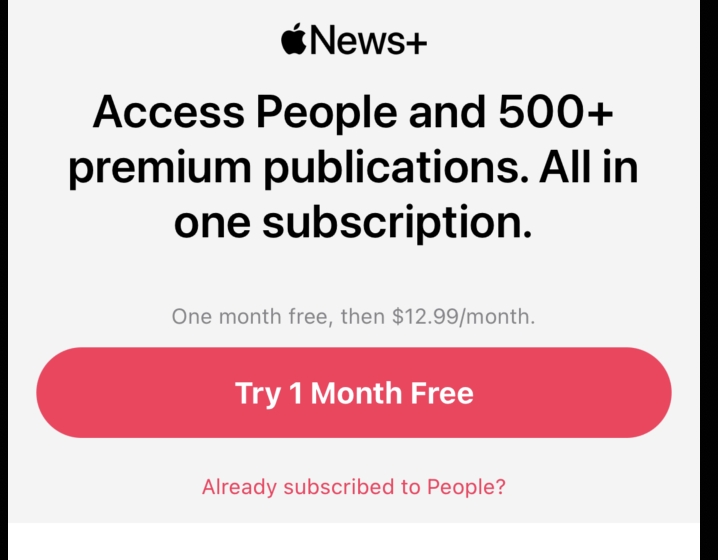 News+
Access People and 500+
premium publications. All in
one subscription.
One month free, then $12.99/month.
Try 1 Month Free
Already subscribed to People?